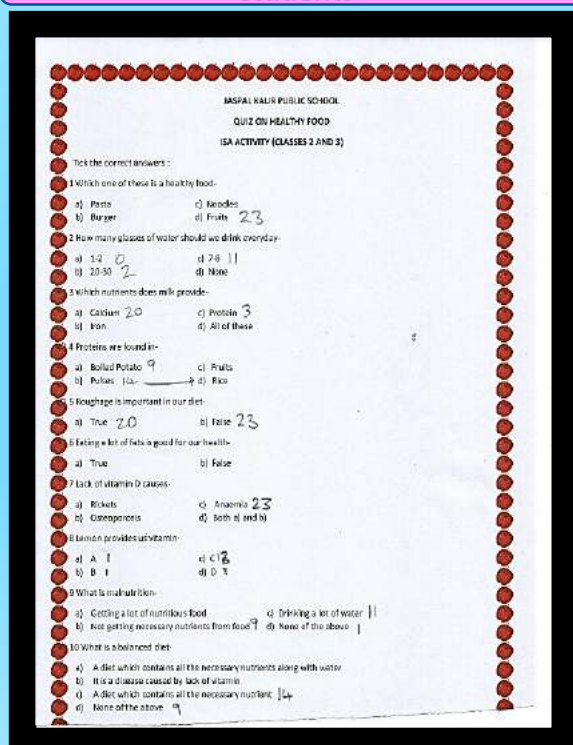 JASPAL KAUR PUBLIC SCHOOL
QUIZ ON HEALTHY FOOD
ISA ACTIVITY (CLASSES 2 AND 3)
Tick the correct answers :
1 Which one of these is a healthy food-
a) Pasta c) Noodles
b) Burger d) Fruits 23
2 How many glasses of water should we drink everyday-
a) 1-2 0 c) 7-8 11
b) 20-30 2 d) None
3 Which nutrients does milk provide-
a) Calcium 20 c) Protein 3
b) Iron d) All of these
4 Proteins are found in-
a) Boiled Potato 9 c) Fruits
b) Pulses 14 d) Rice
5 Roughage is important in our diet-
a) True 20 b) False 23
6 Eating a lot of fats is good for our health-
a) True b) False
7 Lack of vitamin D causes-
a) Rickets c) Anaemia 23
b) Osteoporosis d) Both a) and b)
8 Lemon provides us vitamin-
a) A 1 c) C
b) B 1 d) D
9 What is malnutrition-
a) Getting a lot of nutritious food c) Drinking a lot of water 11
b) Not getting necessary nutrients from food 9 d) None of the above 1
10 What is a balanced diet-
a) A diet which contains all the necessary nutrients along with water
b) It is a disease caused by lack of vitamin
c) A diet which contains all the necessary nutrient 14
d) None of the above 9